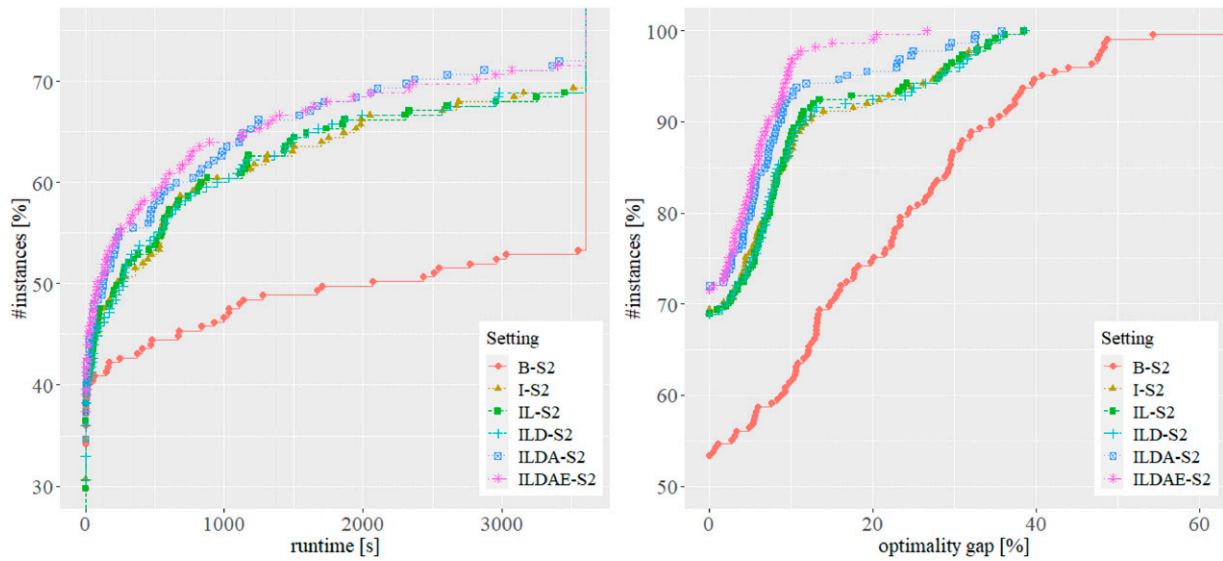 #instances [%]
70
60
50
40
30
0
1000
2000
3000
runtime [s]
Setting
B-S2
I-S2
IL-S2
ILD-S2
ILDA-S2
ILDAE-S2
#instances [%]
100
90
80
70
60
50
0
20
40
60
optimality gap [%]
Setting
B-S2
I-S2
IL-S2
ILD-S2
ILDA-S2
ILDAE-S2